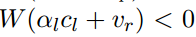 W(α_l c_l + v_r) < 0